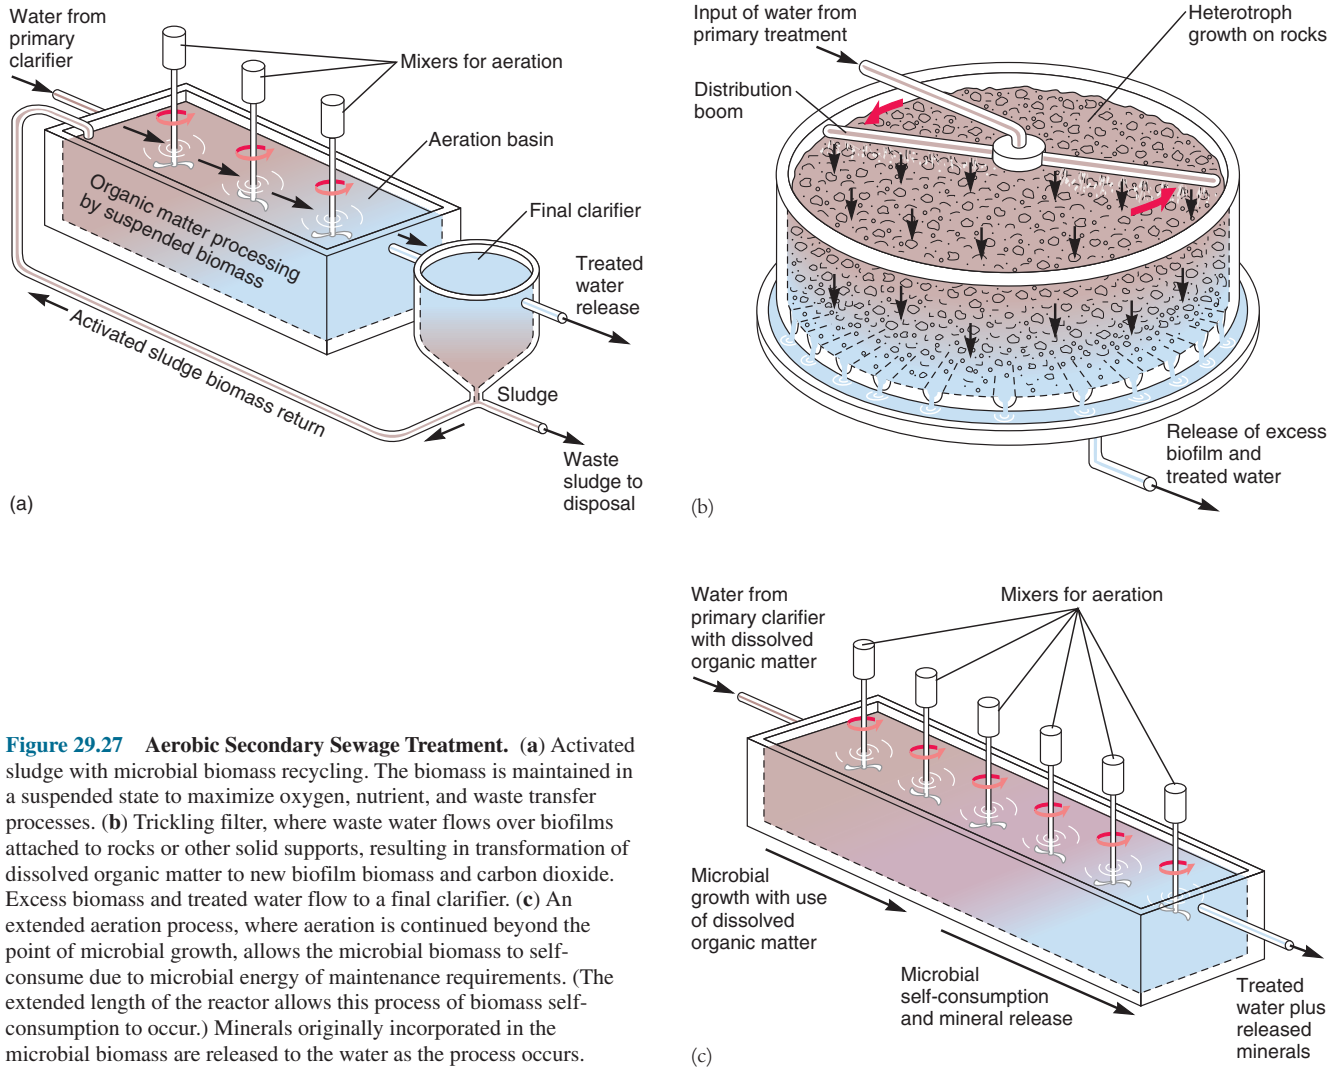 Water from
primary
clarifier
Mixers for aeration
Aeration basin
Organic matter processing
by suspended biomass
Final clarifier
Treated
water
release
Activated sludge biomass return
Sludge
Waste
sludge to
disposal
(a)
Input of water from
primary treatment
Heterotroph
growth on rocks
Distribution
boom
Release of excess
biofilm and
treated water
(b)
Water from
primary clarifier
with dissolved
organic matter
Mixers for aeration
Microbial
growth with use
of dissolved
organic matter
Microbial
self-consumption
and mineral release
Treated
water plus
released
minerals
(c)
Figure 29.27 Aerobic Secondary Sewage Treatment. (a) Activated
sludge with microbial biomass recycling. The biomass is maintained in
a suspended state to maximize oxygen, nutrient, and waste transfer
processes. (b) Trickling filter, where waste water flows over biofilms
attached to rocks or other solid supports, resulting in transformation of
dissolved organic matter to new biofilm biomass and carbon dioxide.
Excess biomass and treated water flow to a final clarifier. (c) An
extended aeration process, where aeration is continued beyond the
point of microbial growth, allows the microbial biomass to self-
consume due to microbial energy of maintenance requirements. (The
extended length of the reactor allows this process of biomass self-
consumption to occur.) Minerals originally incorporated in the
microbial biomass are released to the water as the process occurs.